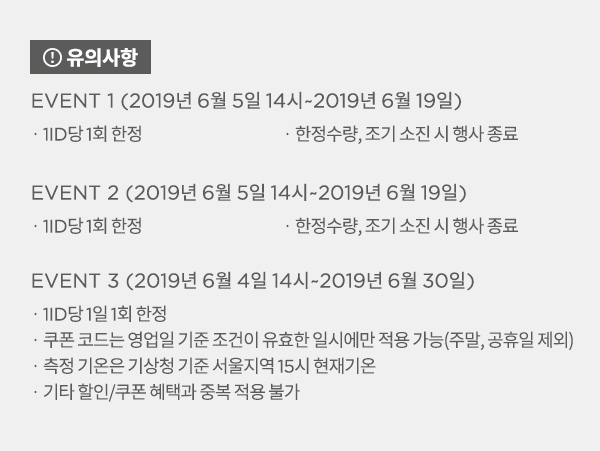 유의사항
EVENT 1 (2019년 6월 5일 14시~2019년 6월 19일)
· 1ID당 1회 한정 · 한정수량, 조기 소진 시 행사 종료
EVENT 2 (2019년 6월 5일 14시~2019년 6월 19일)
· 1ID당 1회 한정 · 한정수량, 조기 소진 시 행사 종료
EVENT 3 (2019년 6월 4일 14시~2019년 6월 30일)
· 1ID당 1일 1회 한정
· 쿠폰 코드는 영업일 기준 조건이 유효한 일시에만 적용 가능(주말, 공휴일 제외)
· 측정 기온은 기상청 기준 서울지역 15시 현재기온
· 기타 할인/쿠폰 혜택과 중복 적용 불가